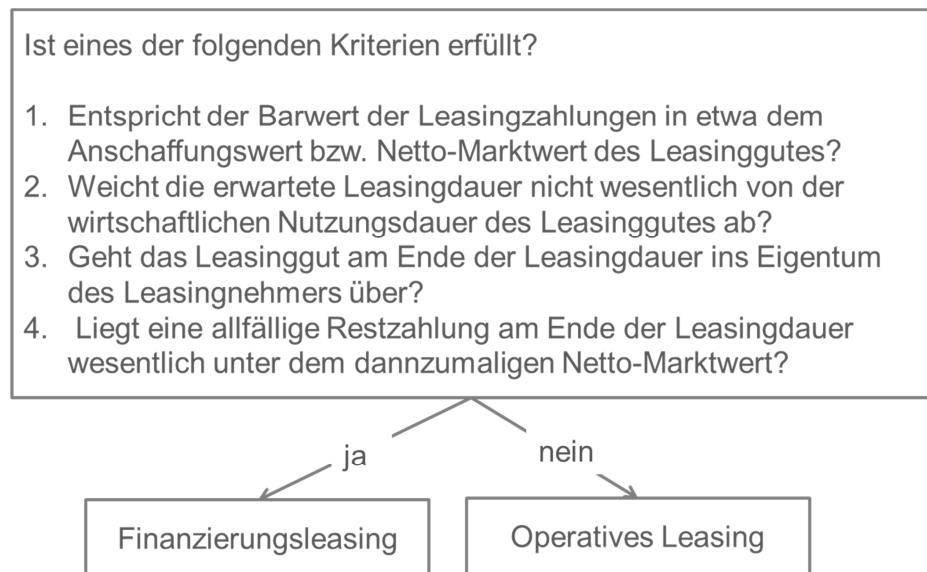 Ist eines der folgenden Kriterien erfüllt?
1. Entspricht der Barwert der Leasingzahlungen in etwa dem
Anschaffungswert bzw. Netto-Marktwert des Leasinggutes?
2. Weicht die erwartete Leasingdauer nicht wesentlich von der
wirtschaftlichen Nutzungsdauer des Leasinggutes ab?
3. Geht das Leasinggut am Ende der Leasingdauer ins Eigentum
des Leasingnehmers über?
4. Liegt eine allfällige Restzahlung am Ende der Leasingdauer
wesentlich unter dem dannzumaligen Netto-Marktwert?
ja
nein
Finanzierungsleasing
Operatives Leasing